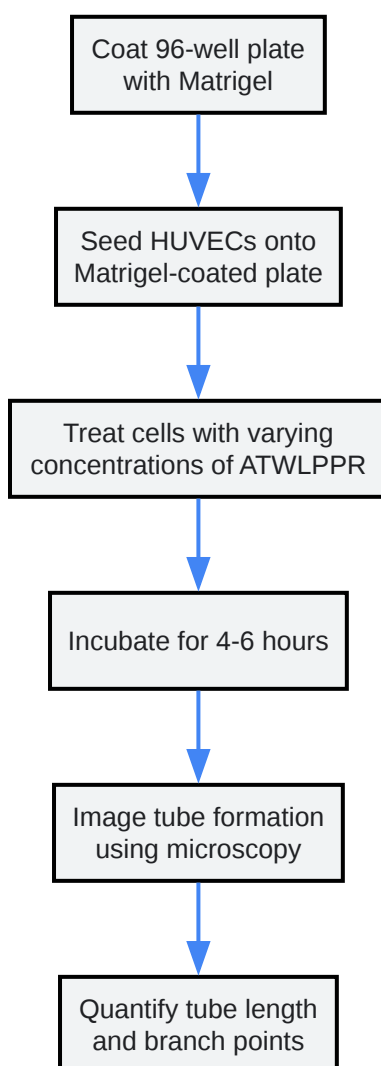 Coat 96-well plate
with Matrigel
Seed HUVECs onto
Matrigel-coated plate
Treat cells with varying
concentrations of ATWLPPR
Incubate for 4-6 hours
Image tube formation
using microscopy
Quantify tube length
and branch points